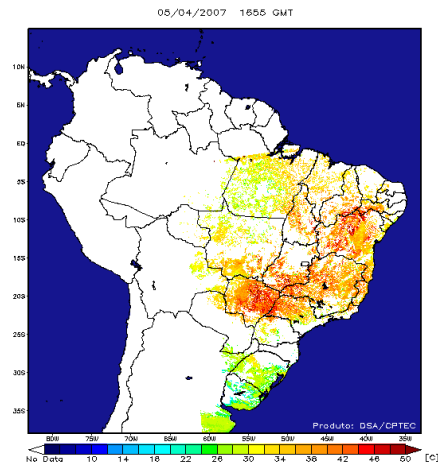 05/04/2007 1655 GMT
10N
5N
EQ
5S
10S
15S
20S
25S
30S
35S
Produto: DSA/CPTEC
80W 75W 70W 65W 60W 55W 50W 45W 40W 35W
No Data 10 14 18 22 26 30 34 38 42 46 50 [C]